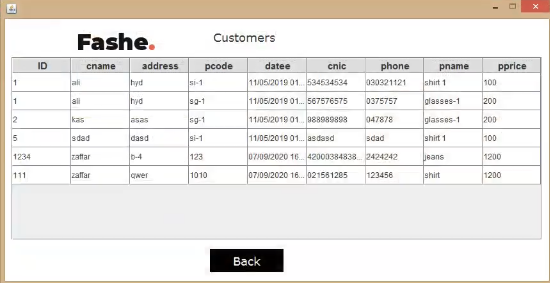 Fashe.
Customers
ID cname address pcode datee cnic phone pname pprice
1 ali hyd si-1 11/05/2019 01... 534534534 030321121 shirt 1 100
1 ali hyd sg-1 11/05/2019 01... 567576575 0375757 glasses-1 200
2 kas asas sg-1 11/05/2019 01... 988989898 047878 glasses-1 200
5 sdad dasd si-1 11/05/2019 01... asdasd sdad shirt 1 100
1234 zaffar b-4 123 07/09/2020 16... 42000384838... 2424242 jeans 1200
111 zaffar qwer 1010 07/09/2020 16... 021561285 123456 shirt 1200
Back